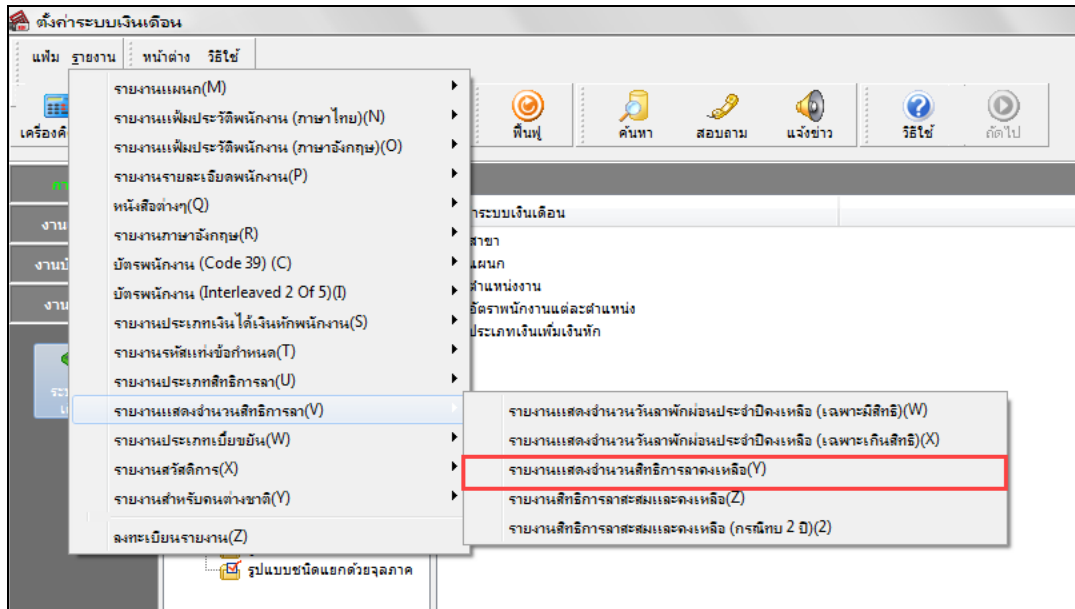 ตั้งค่าระบบเงินเดือน
แฟ้ม รายงาน หน้าต่าง วิธีใช้
เครื่องคิ
ฟื้นฟู ค้นหา สอบถาม แจ้งข่าว วิธีใช้ ถัดไป
รายงานแผนก(M)
รายงานแฟ้มประวัติพนักงาน (ภาษาไทย)(N)
รายงานแฟ้มประวัติพนักงาน (ภาษาอังกฤษ)(O)
รายงานรายละเอียดพนักงาน(P)
หนังสือต่างๆ(Q)
รายงานภาษาอังกฤษ(R)
บัตรพนักงาน (Code 39) (C)
บัตรพนักงาน (Interleaved 2 Of 5)(I)
รายงานประเภทเงินได้เงินหักพนักงาน(S)
รายงานรหัสแท่งข้อกำหนด(T)
รายงานประเภทสิทธิการลา(U)
รายงานแสดงจำนวนสิทธิการลา(V)
รายงานประเภทเบี้ยขยัน(W)
รายงานสวัสดิการ(X)
รายงานสำหรับคนต่างชาติ(Y)
ลงทะเบียนรายงาน(Z)
งาน
งานบ้
งาน
าระบบเงินเดือน
สาขา
แผนก
ตำแหน่งงาน
อัตราพนักงานแต่ละตำแหน่ง
ประเภทเงินเพิ่มเงินหัก
รายงานแสดงจำนวนวันลาพักผ่อนประจำปีคงเหลือ (เฉพาะมีสิทธิ)(W)
รายงานแสดงจำนวนวันลาพักผ่อนประจำปีคงเหลือ (เฉพาะเกินสิทธิ)(X)
รายงานแสดงจำนวนสิทธิการลาคงเหลือ(Y)
รายงานสิทธิการลาสะสมและคงเหลือ(Z)
รายงานสิทธิการลาสะสมและคงเหลือ (กรณีทบ 2 ปี)(2)
รูปแบบชนิดแยกด้วยจุลภาค